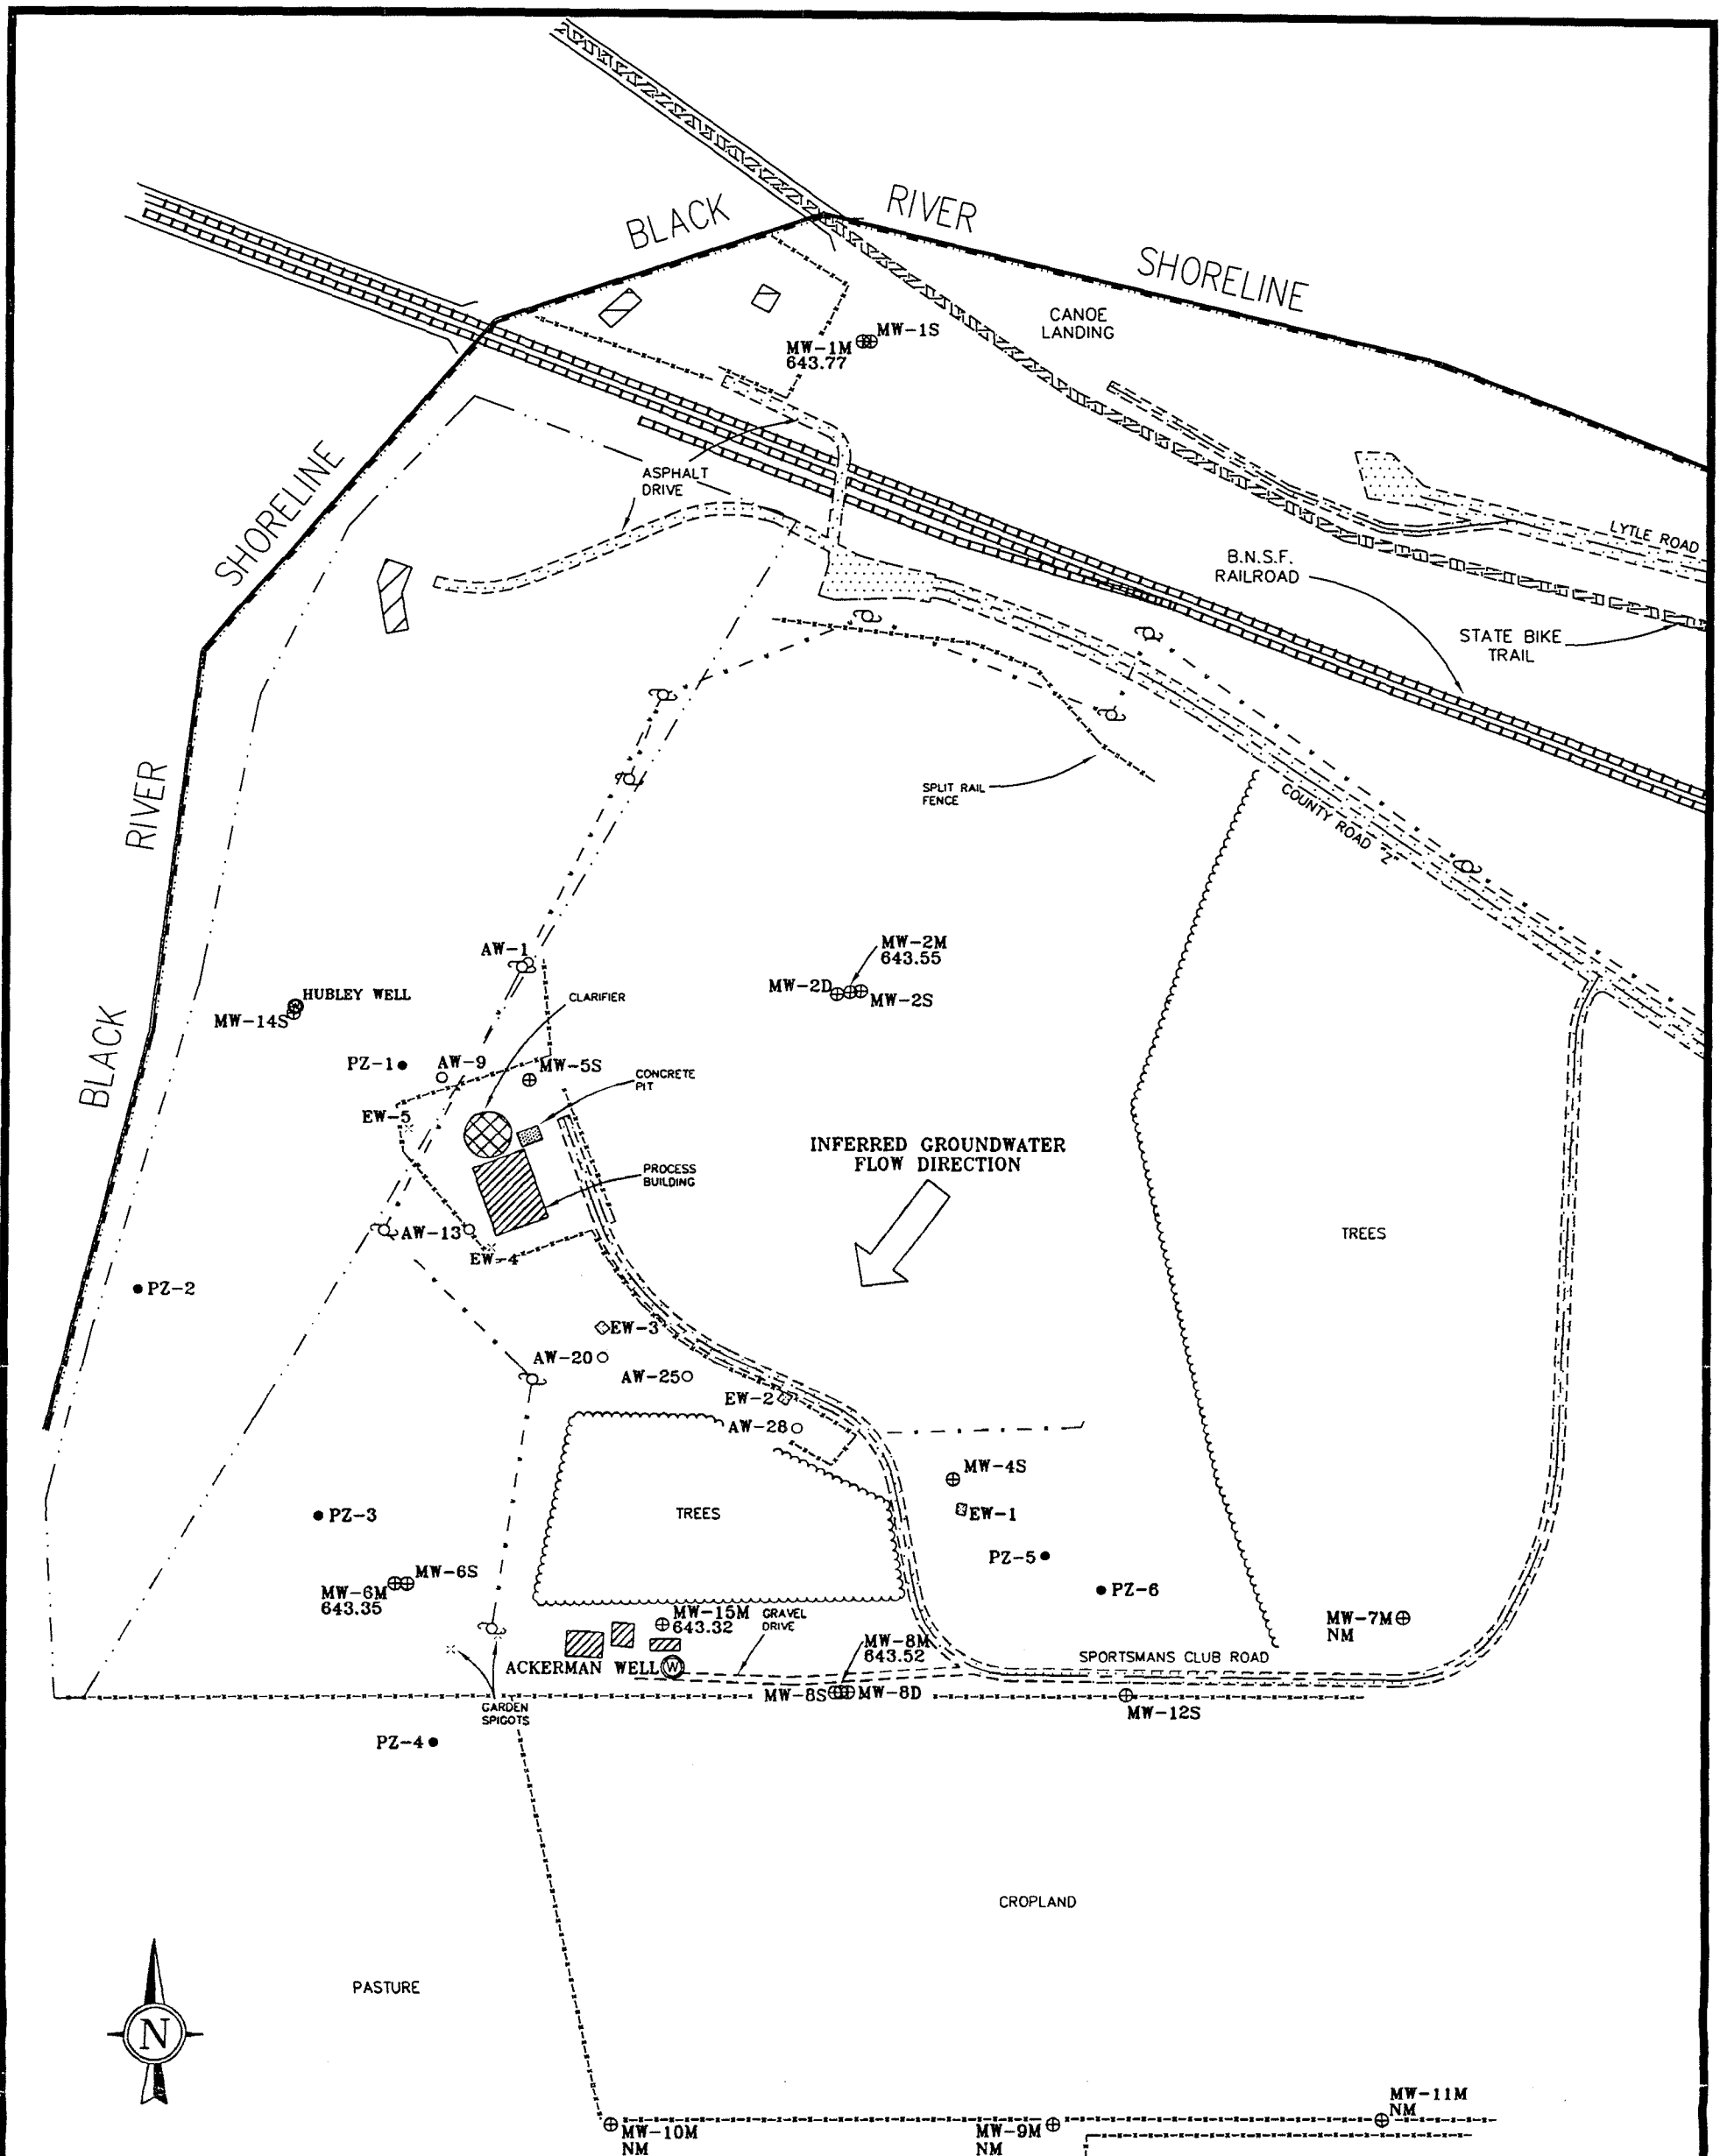 BLACK
RIVER
SHORELINE
CANOE
LANDING
MW-1S
MW-1M
643.77
SHORELINE
ASPHALT
DRIVE
LYTLE ROAD
B.N.S.F.
RAILROAD
STATE BIKE
TRAIL
RIVER
SPLIT RAIL
FENCE
COUNTY ROAD "Z"
AW-1
MW-2M
643.55
MW-2D
MW-2S
HUBLEY WELL
CLARIFIER
MW-14S
BLACK
PZ-1
AW-9
MW-5S
CONCRETE
PIT
EW-5
INFERRED GROUNDWATER
FLOW DIRECTION
PROCESS
BUILDING
AW-13
EW-4
TREES
PZ-2
EW-3
AW-20
AW-25
EW-2
AW-28
MW-4S
EW-1
PZ-3
TREES
PZ-5
PZ-6
MW-6S
MW-6M
643.35
MW-15M
643.32
GRAVEL
DRIVE
MW-7M
NM
MW-8M
643.52
SPORTSMANS CLUB ROAD
ACKERMAN WELL
W
MW-8S
MW-8D
MW-12S
GARDEN
SPIGOTS
PZ-4
CROPLAND
PASTURE
N
MW-11M
NM
MW-10M
NM
MW-9M
NM